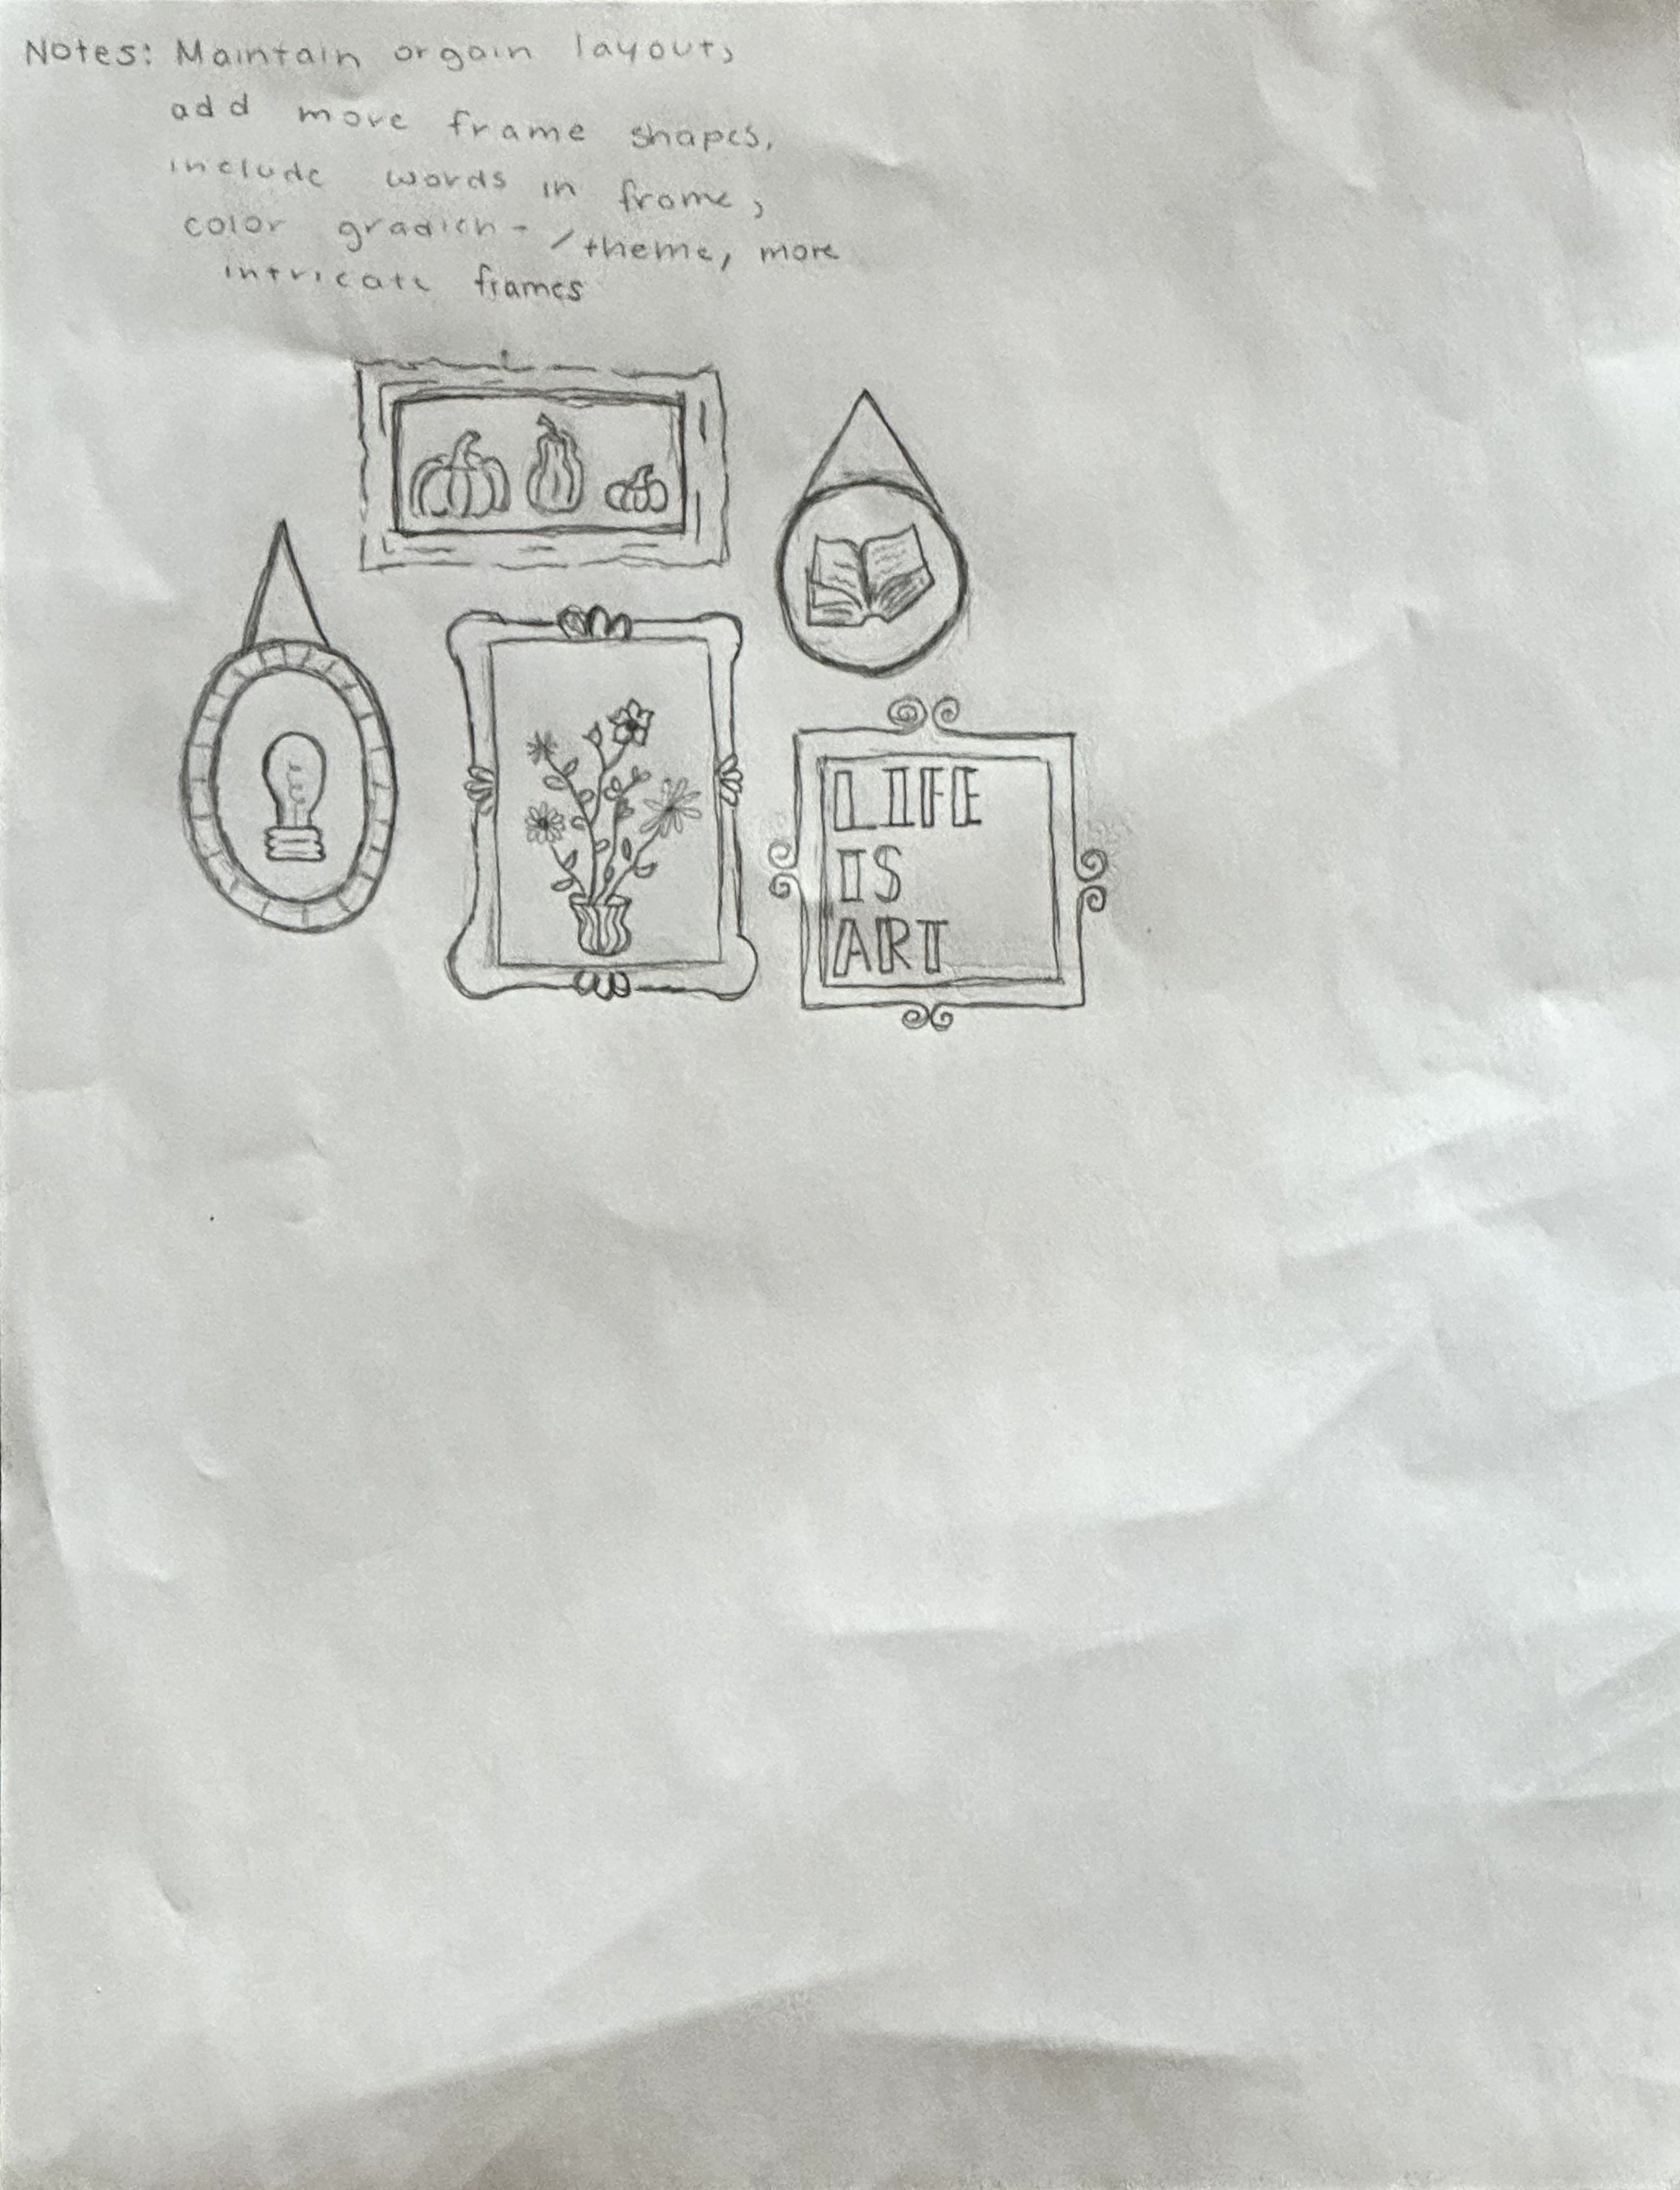 Notes: Maintain orgain layout,
add more frame shapes,
include words in frame,
color gradient / theme, more
intricate frames
LIFE
IS
ART